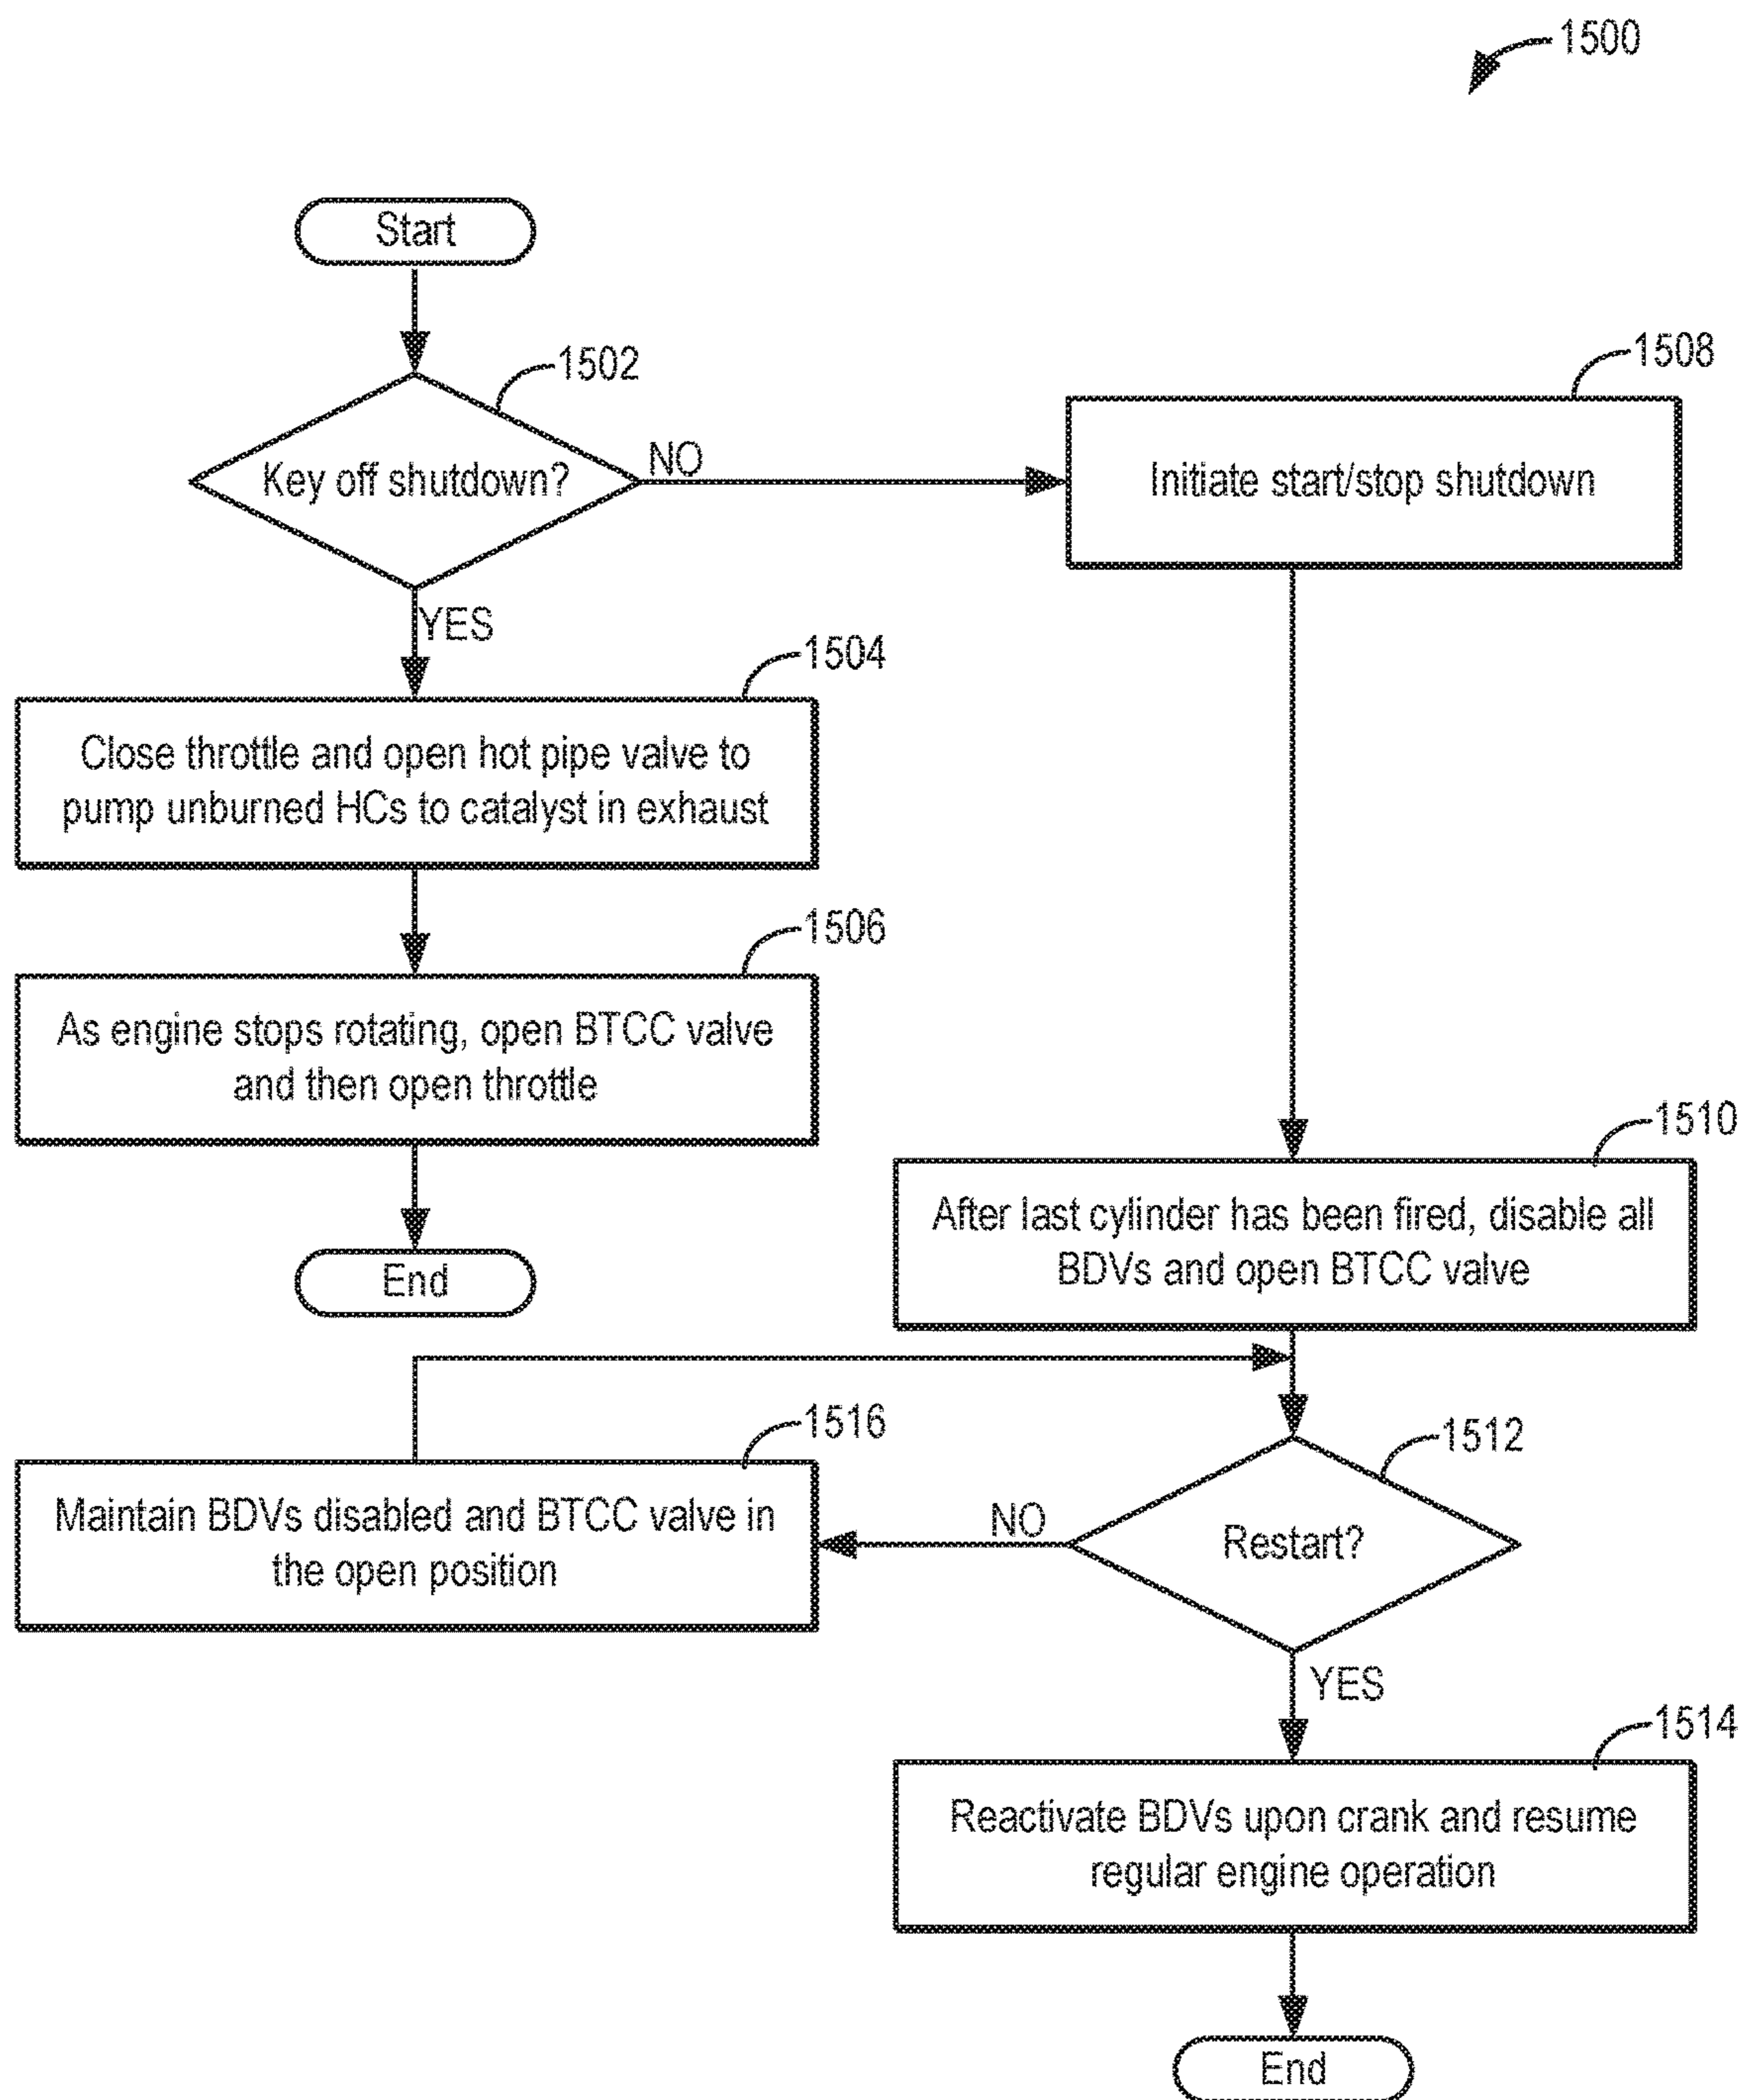 1500
Start
1502
Key off shutdown?
NO
1508
Initiate start/stop shutdown
YES
1504
Close throttle and open hot pipe valve to
pump unburned HCs to catalyst in exhaust
1506
As engine stops rotating, open BTCC valve
and then open throttle
End
1510
After last cylinder has been fired, disable all
BDVs and open BTCC valve
1516
Maintain BDVs disabled and BTCC valve in
the open position
NO
1512
Restart?
YES
1514
Reactivate BDVs upon crank and resume
regular engine operation
End